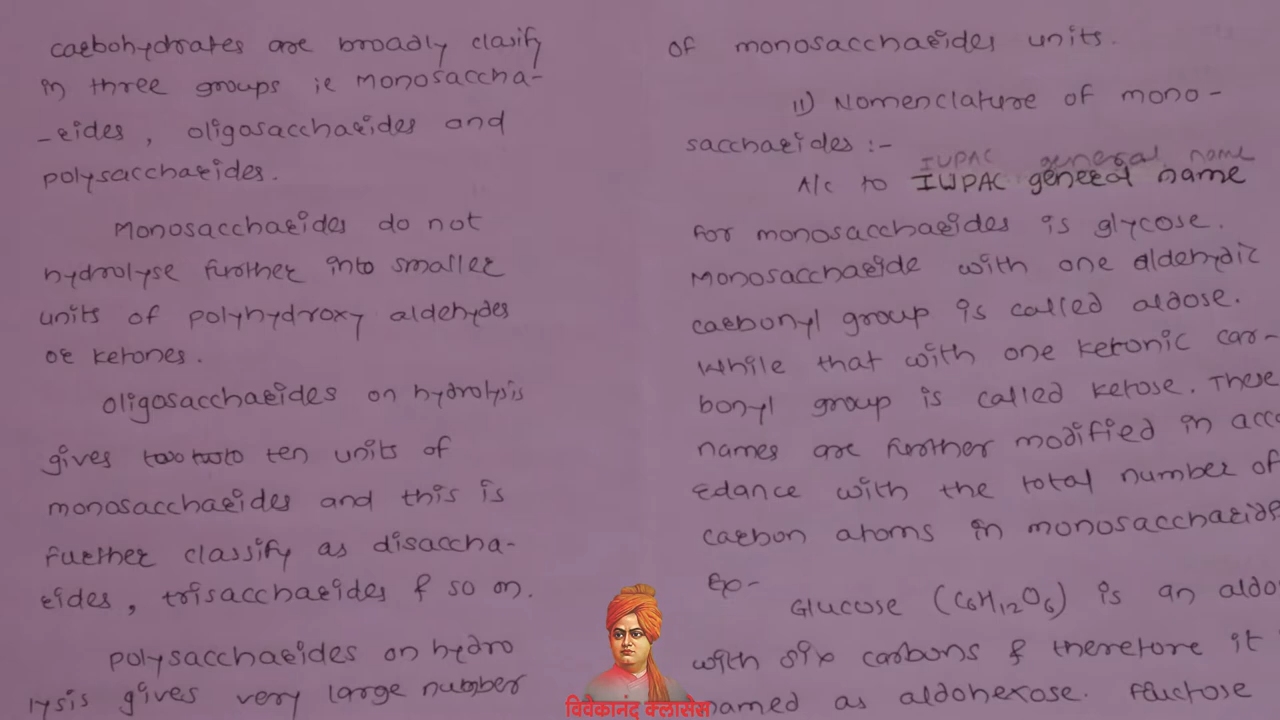 carbohydrates are broadly clasify
in three groups ie Monosaccha-
-rides, oligosaccharides and
polysaccharides.
Monosaccharides do not
hydrolyse further into smaller
units of polyhydroxy aldehydes
or ketones.
oligosaccharides on hydrolysis
gives two to ten units of
monosaccharides and this is
further classify as disaccha-
rides, trisaccharides & so on.
polysaccharides on hydro
lysis gives very large number
of monosaccharides units.
II) Nomenclature of mono-
saccharides :-
IUPAC general name
A/c to IUPAC general name
for monosaccharides is glycose.
Monosaccharide with one aldehydic
carbonyl group is called aldose.
While that with one ketonic car-
bonyl group is called ketose. These
names are further modified in acco
rdance with the total number of
carbon atoms in monosaccharide
Ex-
Glucose (C6H12O6) is an aldo
with six carbons & therefore it
named as aldohexose. Fructose
विवेकानंद क्लासेस